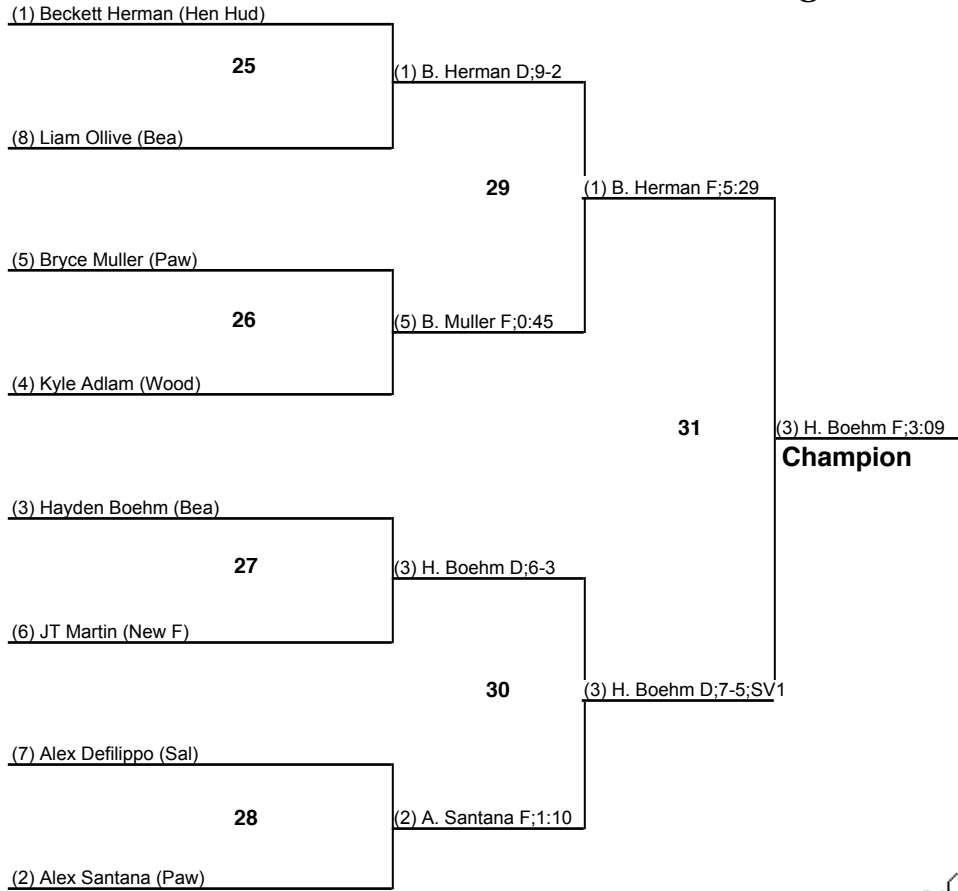 (1) Beckett Herman (Hen Hud)
25
(1) B. Herman D;9-2
(8) Liam Ollive (Bea)
29
(1) B. Herman F;5:29
(5) Bryce Muller (Paw)
26
(5) B. Muller F;0:45
(4) Kyle Adlam (Wood)
31
(3) H. Boehm F;3:09
Champion
(3) Hayden Boehm (Bea)
27
(3) H. Boehm D;6-3
(6) JT Martin (New F)
30
(3) H. Boehm D;7-5;SV1
(7) Alex Defilippo (Sal)
28
(2) A. Santana F;1:10
(2) Alex Santana (Paw)